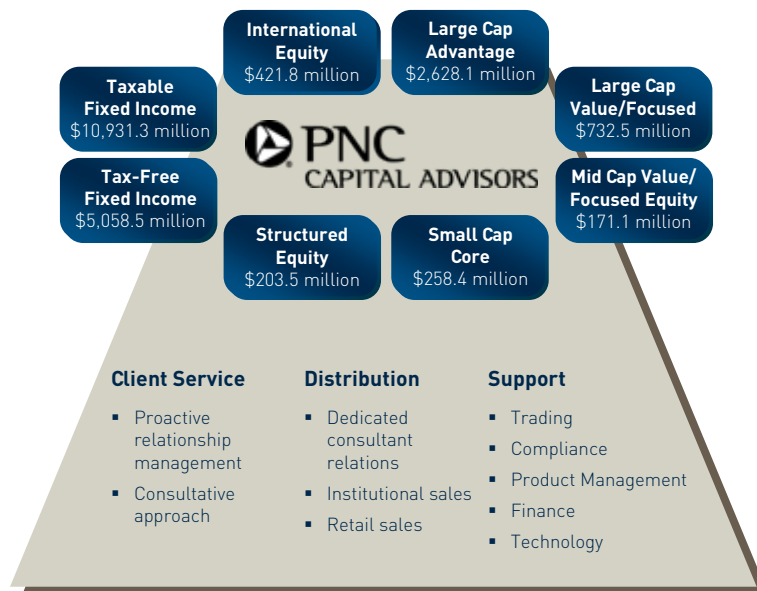 International
Equity
$421.8 million
Large Cap
Advantage
$2,628.1 million
Taxable
Fixed Income
$10,931.3 million
Large Cap
Value/Focused
$732.5 million
PNC
CAPITAL ADVISORS
Tax-Free
Fixed Income
$5,058.5 million
Mid Cap Value/
Focused Equity
$171.1 million
Structured
Equity
$203.5 million
Small Cap
Core
$258.4 million
Client Service
▪ Proactive
relationship
management
▪ Consultative
approach
Distribution
▪ Dedicated
consultant
relations
▪ Institutional sales
▪ Retail sales
Support
▪ Trading
▪ Compliance
▪ Product Management
▪ Finance
▪ Technology